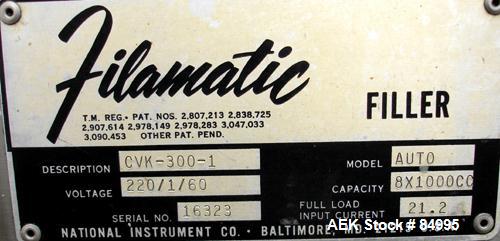 Filamatic
FILLER
T.M. REG. • PAT. NOS. 2,807,213 2,838,725
2,907,614 2,978,149 2,978,283 3,047,033
3,090,453 OTHER PAT. PEND.
DESCRIPTION CVK-300-1
MODEL AUTO
VOLTAGE 220/1/60
CAPACITY 8X1000CC
SERIAL NO. 16323
FULL LOAD
INPUT CURRENT 21.2
NATIONAL INSTRUMENT CO. • BALTIMORE, MD.
AEK Stock # 84995